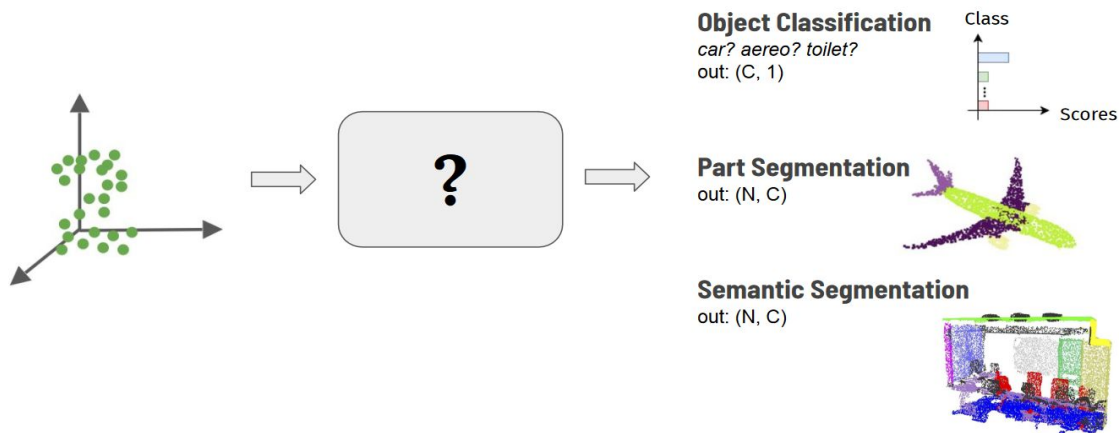 Object Classification
car? aereo? toilet?
out: (C, 1)
Class
Scores
?
Part Segmentation
out: (N, C)
Semantic Segmentation
out: (N, C)